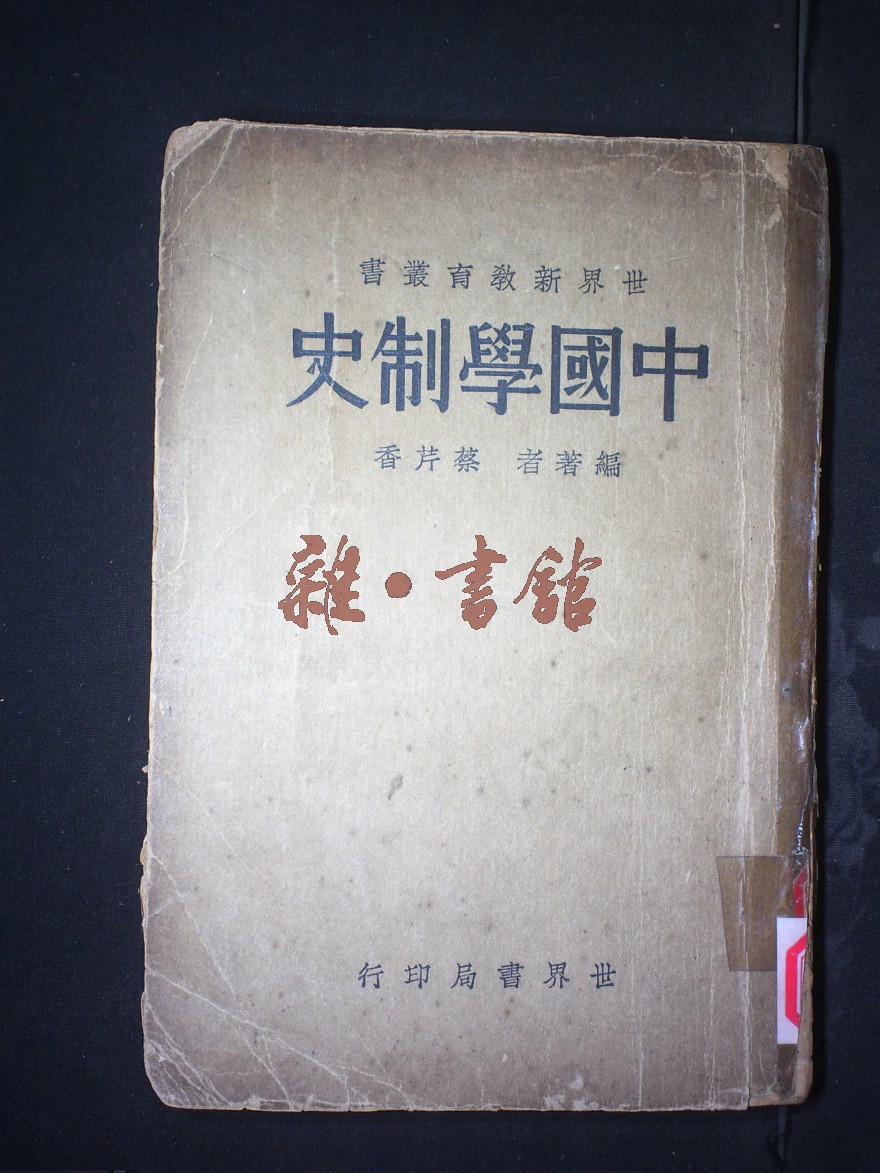 世界新教育叢書
中國學制史
編著者 蔡芹香
雜·書館
世界書局印行